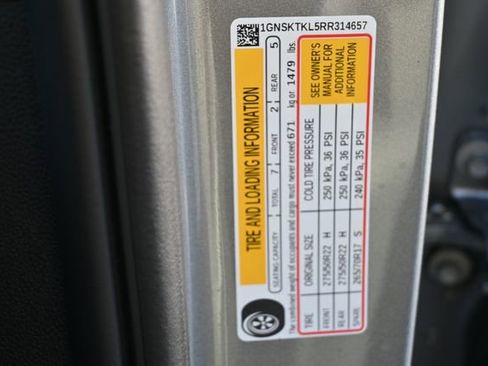 1GNSKTKL5RR314657
TIRE AND LOADING INFORMATION
SEATING CAPACITY TOTAL 7 FRONT 2 REAR 5
The combined weight of occupants and cargo must never exceed 671 kg or 1479 lbs.
TIRE ORIGINAL SIZE COLD TIRE PRESSURE
FRONT 275/50R22 H 250 kPa, 36 PSI
REAR 275/50R22 H 250 kPa, 36 PSI
SPARE 265/70R17 S 240 kPa, 35 PSI
SEE OWNER'S
MANUAL FOR
ADDITIONAL
INFORMATION